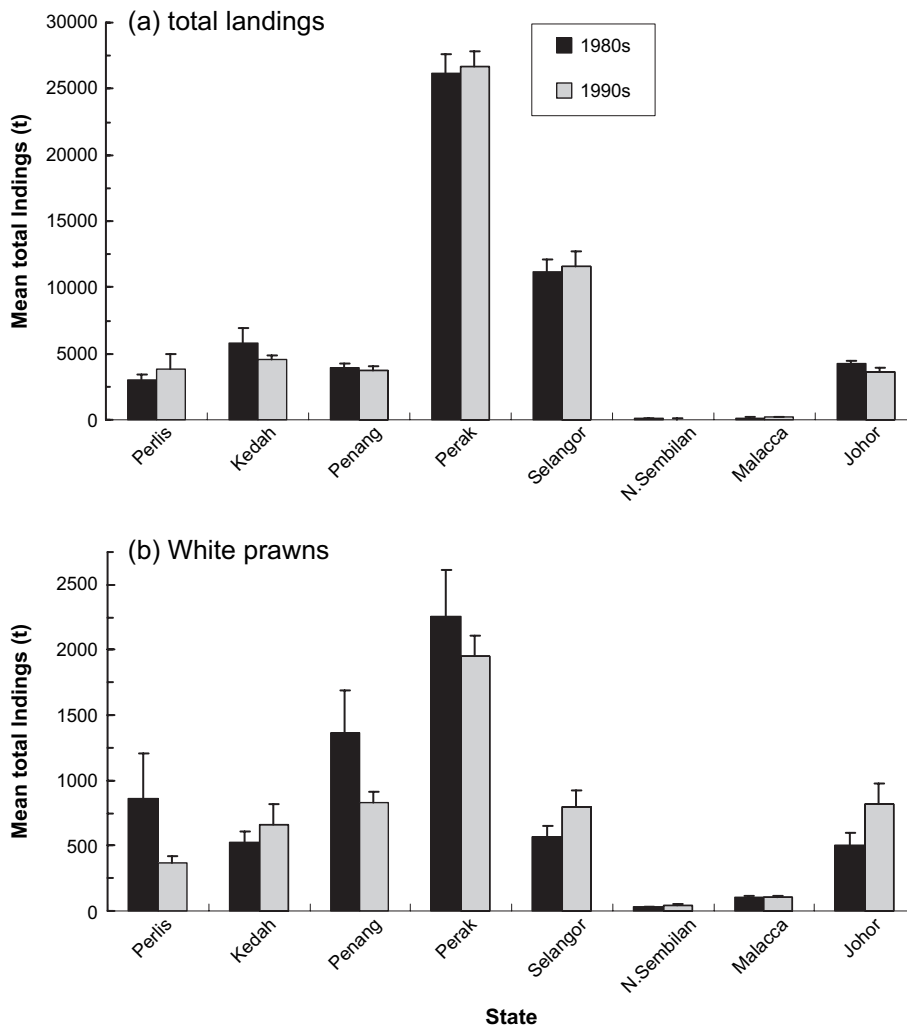 (a) total landings
1980s
1990s
Mean total lndings (t)
30000
25000
20000
15000
10000
5000
0
Perlis
Kedah
Penang
Perak
Selangor
N.Sembilan
Malacca
Johor
(b) White prawns
Mean total lndings (t)
2500
2000
1500
1000
500
0
Perlis
Kedah
Penang
Perak
Selangor
N.Sembilan
Malacca
Johor
State